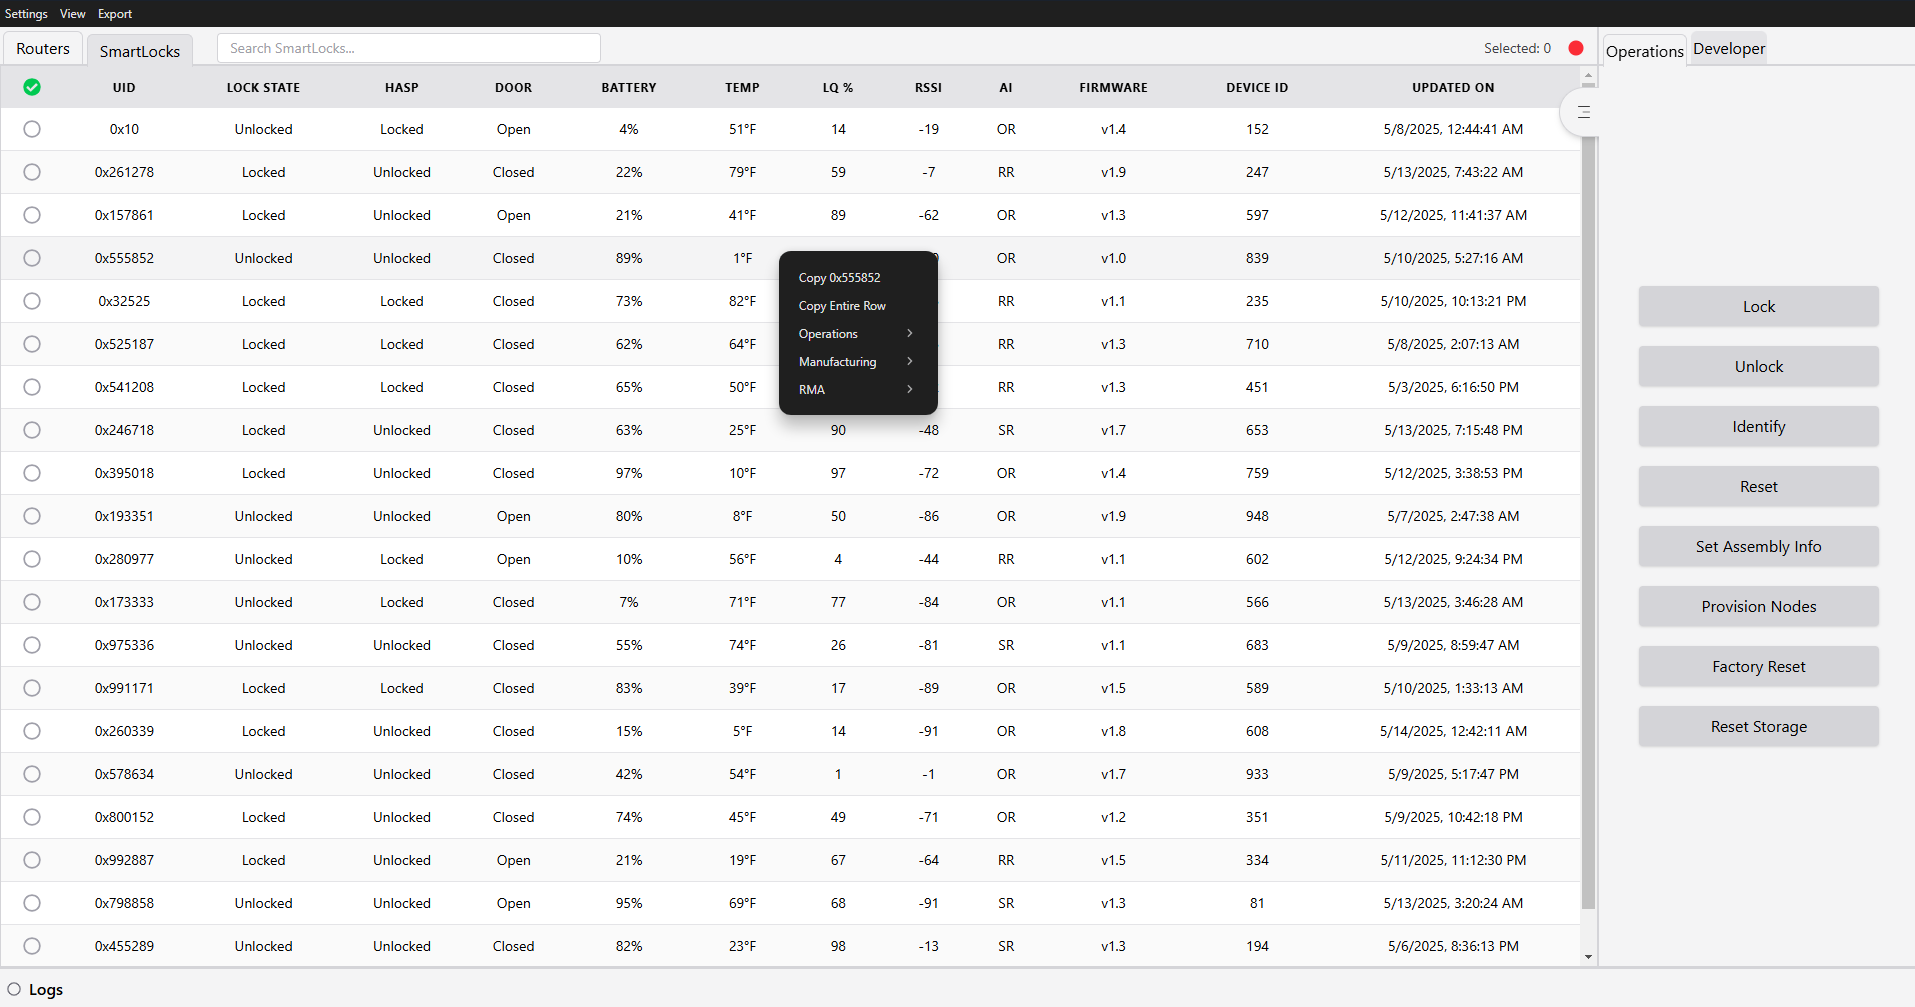 Settings View Export
Routers SmartLocks Search SmartLocks... Selected: 0 Operations Developer
UID LOCK STATE HASP DOOR BATTERY TEMP LQ % RSSI AI FIRMWARE DEVICE ID UPDATED ON
0x10 Unlocked Locked Open 4% 51°F 14 -19 OR v1.4 152 5/8/2025, 12:44:41 AM
0x261278 Locked Unlocked Closed 22% 79°F 59 -7 RR v1.9 247 5/13/2025, 7:43:22 AM
0x157861 Locked Unlocked Open 21% 41°F 89 -62 OR v1.3 597 5/12/2025, 11:41:37 AM
0x555852 Unlocked Unlocked Closed 89% 1°F OR v1.0 839 5/10/2025, 5:27:16 AM
0x32525 Locked Locked Closed 73% 82°F RR v1.1 235 5/10/2025, 10:13:21 PM
0x525187 Locked Locked Closed 62% 64°F RR v1.3 710 5/8/2025, 2:07:13 AM
0x541208 Locked Locked Closed 65% 50°F RR v1.3 451 5/3/2025, 6:16:50 PM
0x246718 Locked Unlocked Closed 63% 25°F 90 -48 SR v1.7 653 5/13/2025, 7:15:48 PM
0x395018 Locked Unlocked Closed 97% 10°F 97 -72 OR v1.4 759 5/12/2025, 3:38:53 PM
0x193351 Unlocked Unlocked Open 80% 8°F 50 -86 OR v1.9 948 5/7/2025, 2:47:38 AM
0x280977 Unlocked Locked Open 10% 56°F 4 -44 RR v1.1 602 5/12/2025, 9:24:34 PM
0x173333 Unlocked Locked Closed 7% 71°F 77 -84 OR v1.1 566 5/13/2025, 3:46:28 AM
0x975336 Unlocked Unlocked Closed 55% 74°F 26 -81 SR v1.1 683 5/9/2025, 8:59:47 AM
0x991171 Locked Locked Closed 83% 39°F 17 -89 OR v1.5 589 5/10/2025, 1:33:13 AM
0x260339 Locked Unlocked Closed 15% 5°F 14 -91 OR v1.8 608 5/14/2025, 12:42:11 AM
0x578634 Unlocked Unlocked Closed 42% 54°F 1 -1 OR v1.7 933 5/9/2025, 5:17:47 PM
0x800152 Locked Unlocked Closed 74% 45°F 49 -71 OR v1.2 351 5/9/2025, 10:42:18 PM
0x992887 Locked Unlocked Open 21% 19°F 67 -64 RR v1.5 334 5/11/2025, 11:12:30 PM
0x798858 Unlocked Unlocked Open 95% 69°F 68 -91 SR v1.3 81 5/13/2025, 3:20:24 AM
0x455289 Unlocked Unlocked Closed 82% 23°F 98 -13 SR v1.3 194 5/6/2025, 8:36:13 PM
Copy 0x555852
Copy Entire Row
Operations
Manufacturing
RMA
Lock
Unlock
Identify
Reset
Set Assembly Info
Provision Nodes
Factory Reset
Reset Storage
Logs